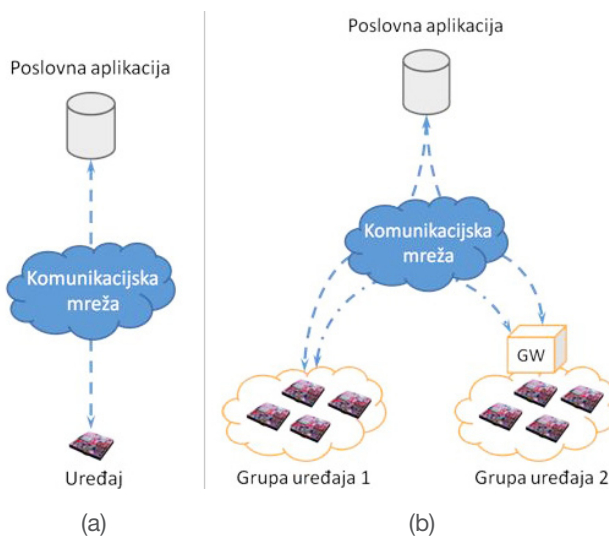 Poslovna aplikacija
Komunikacijska
mreža
Uređaj
(a)
Poslovna aplikacija
Komunikacijska
mreža
GW
Grupa uređaja 1
Grupa uređaja 2
(b)